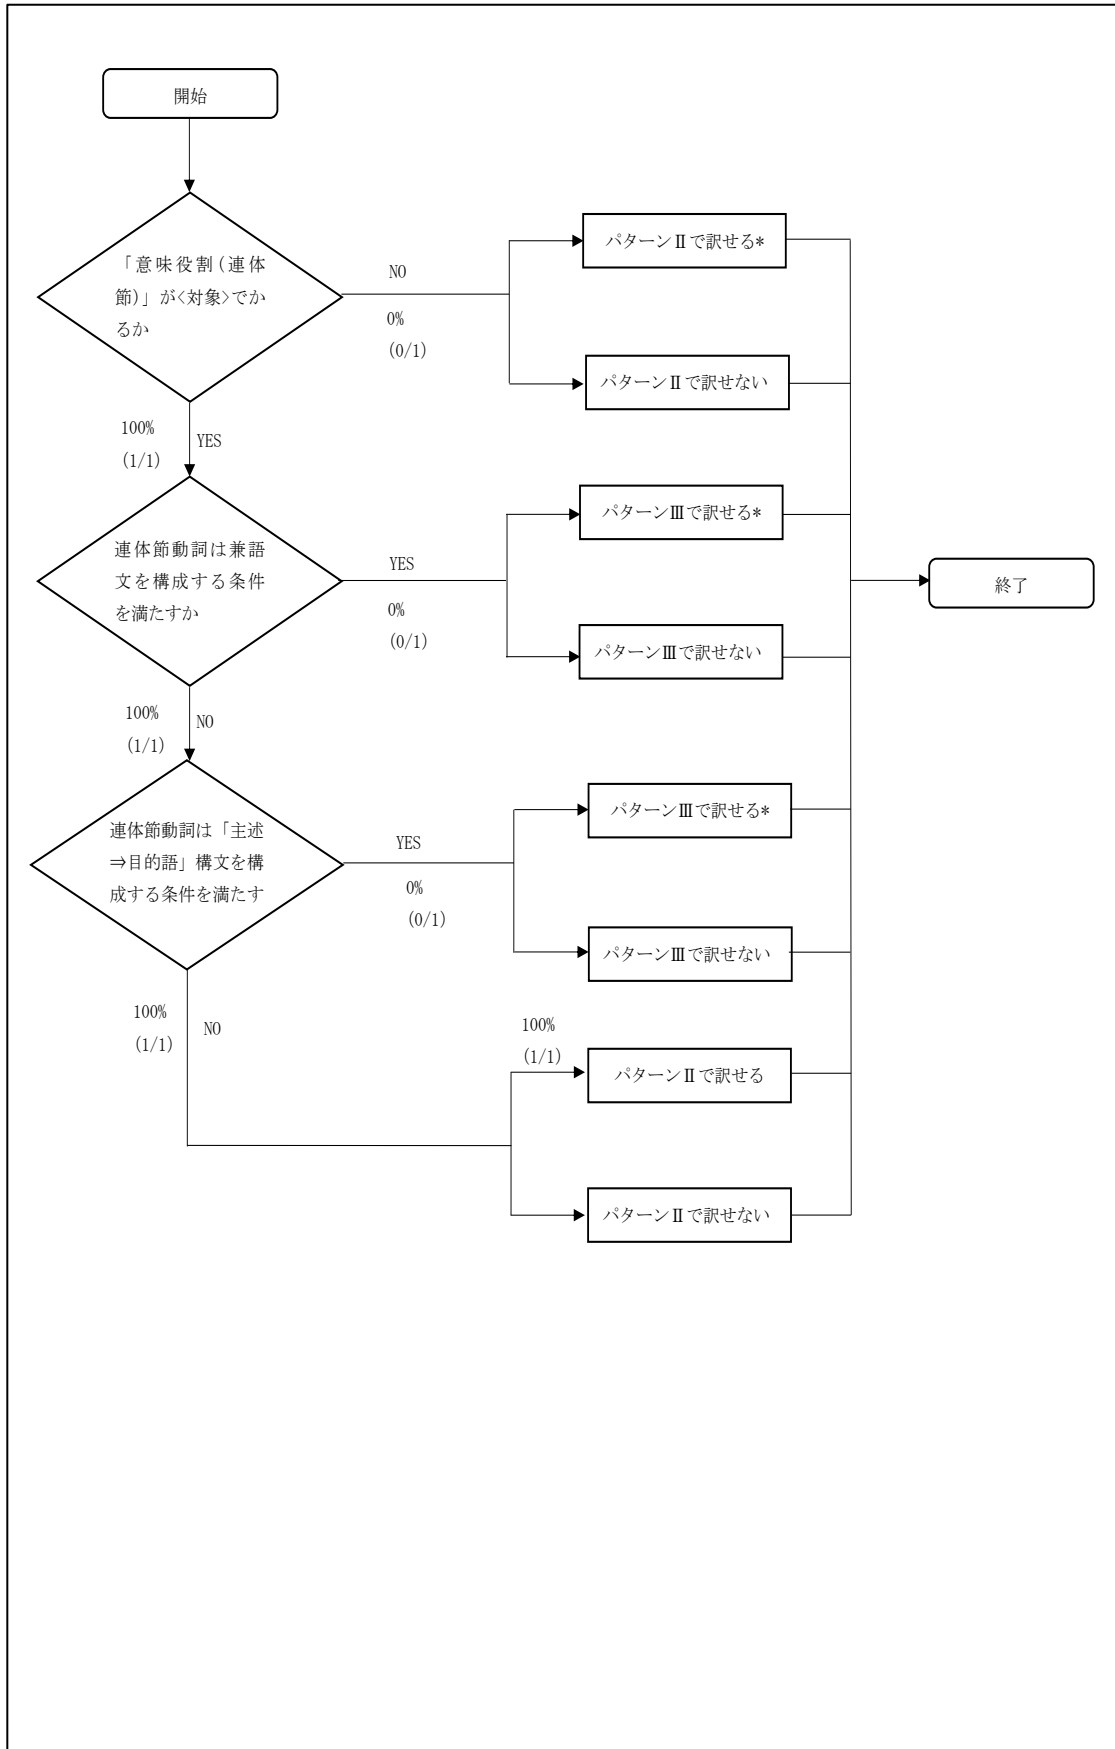 開始
「意味役割(連体
節)」が<対象>でか
るか
NO
0%
(0/1)
パターンⅡで訳せる*
パターンⅡで訳せない
100%
(1/1)
YES
連体節動詞は兼語
文を構成する条件
を満たすか
YES
0%
(0/1)
パターンⅢで訳せる*
パターンⅢで訳せない
終了
100%
(1/1)
NO
連体節動詞は「主述
⇒目的語」構文を構
成する条件を満たす
YES
0%
(0/1)
パターンⅢで訳せる*
パターンⅢで訳せない
100%
(1/1)
NO
100%
(1/1)
パターンⅡで訳せる
パターンⅡで訳せない